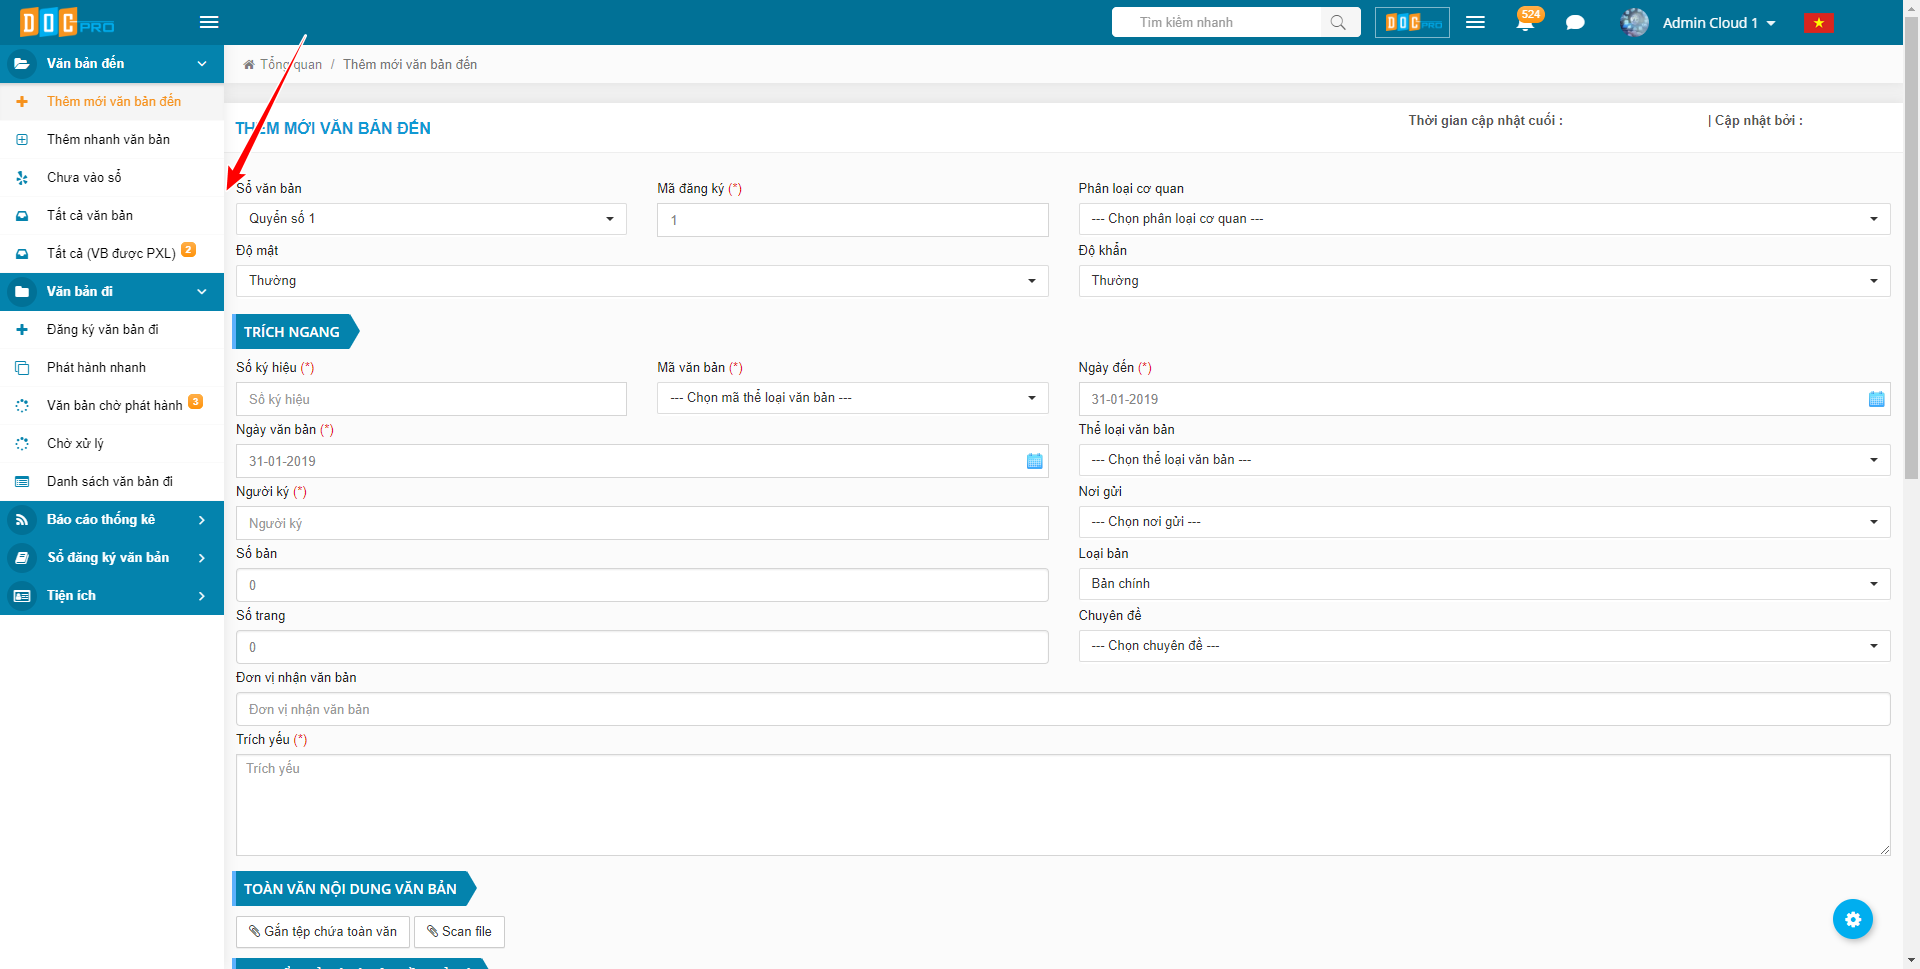 DOC PRO
Tìm kiếm nhanh
DOC PRO
524
Admin Cloud 1
Văn bản đến
Thêm mới văn bản đến
Thêm nhanh văn bản
Chưa vào sổ
Tất cả văn bản
Tất cả (VB được PXL) 2
Văn bản đi
Đăng ký văn bản đi
Phát hành nhanh
Văn bản chờ phát hành 3
Chờ xử lý
Danh sách văn bản đi
Báo cáo thống kê
Sổ đăng ký văn bản
Tiện ích
Tổng quan / Thêm mới văn bản đến
THÊM MỚI VĂN BẢN ĐẾN
Thời gian cập nhật cuối : | Cập nhật bởi :
Sổ văn bản
Quyển số 1
Mã đăng ký (*)
1
Phân loại cơ quan
--- Chọn phân loại cơ quan ---
Độ mật
Thường
Độ khẩn
Thường
TRÍCH NGANG
Số ký hiệu (*)
Số ký hiệu
Mã văn bản (*)
--- Chọn mã thể loại văn bản ---
Ngày đến (*)
31-01-2019
Ngày văn bản (*)
31-01-2019
Thể loại văn bản
--- Chọn thể loại văn bản ---
Người ký (*)
Người ký
Nơi gửi
--- Chọn nơi gửi ---
Số bản
0
Loại bản
Bản chính
Số trang
0
Chuyên đề
--- Chọn chuyên đề ---
Đơn vị nhận văn bản
Đơn vị nhận văn bản
Trích yếu (*)
Trích yếu
TOÀN VĂN NỘI DUNG VĂN BẢN
Gắn tệp chứa toàn văn
Scan file